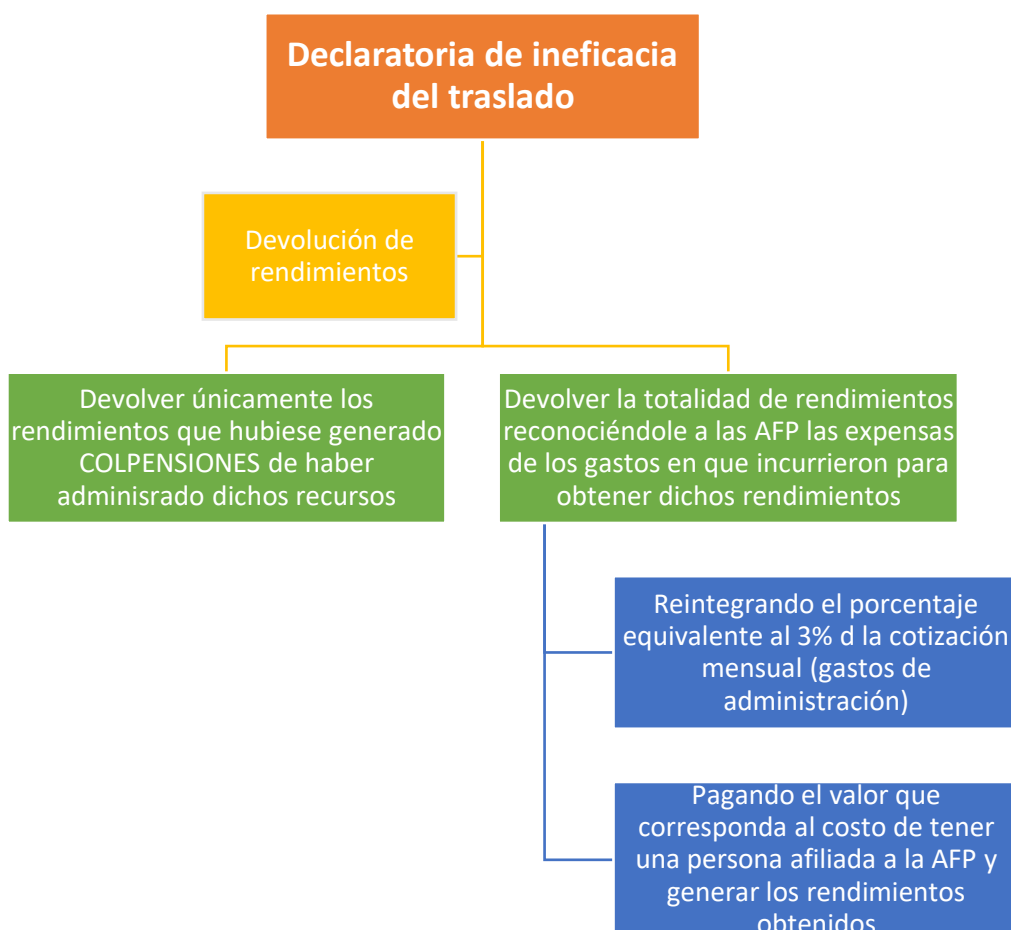 Declaratoria de ineficacia
del traslado
Devolución de
rendimientos
Devolver únicamente los
rendimientos que hubiese generado
COLPENSIONES de haber
adminisrado dichos recursos
Devolver la totalidad de rendimientos
reconociéndole a las AFP las expensas
de los gastos en que incurrieron para
obtener dichos rendimientos
Reintegrando el porcentaje
equivalente al 3% d la cotización
mensual (gastos de
administración)
Pagando el valor que
corresponda al costo de tener
una persona afiliada a la AFP y
generar los rendimientos
obtenidos